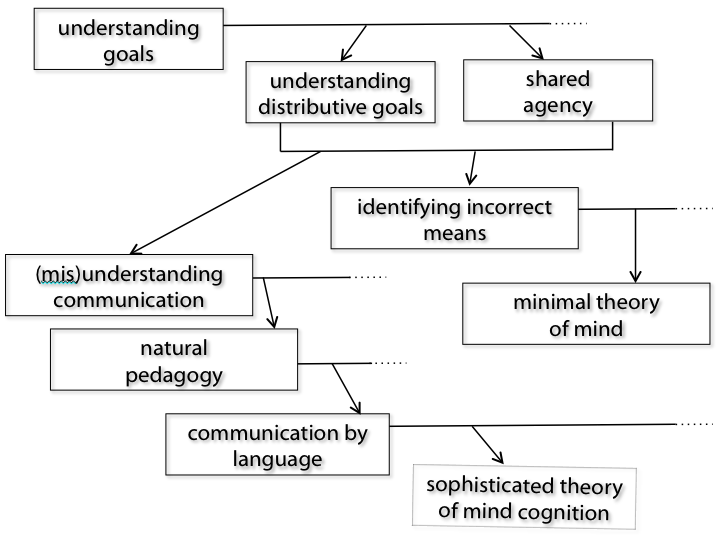 understanding
goals
understanding
distributive goals
shared
agency
identifying incorrect
means
(mis)understanding
communication
minimal theory
of mind
natural
pedagogy
communication by
language
sophisticated theory
of mind cognition